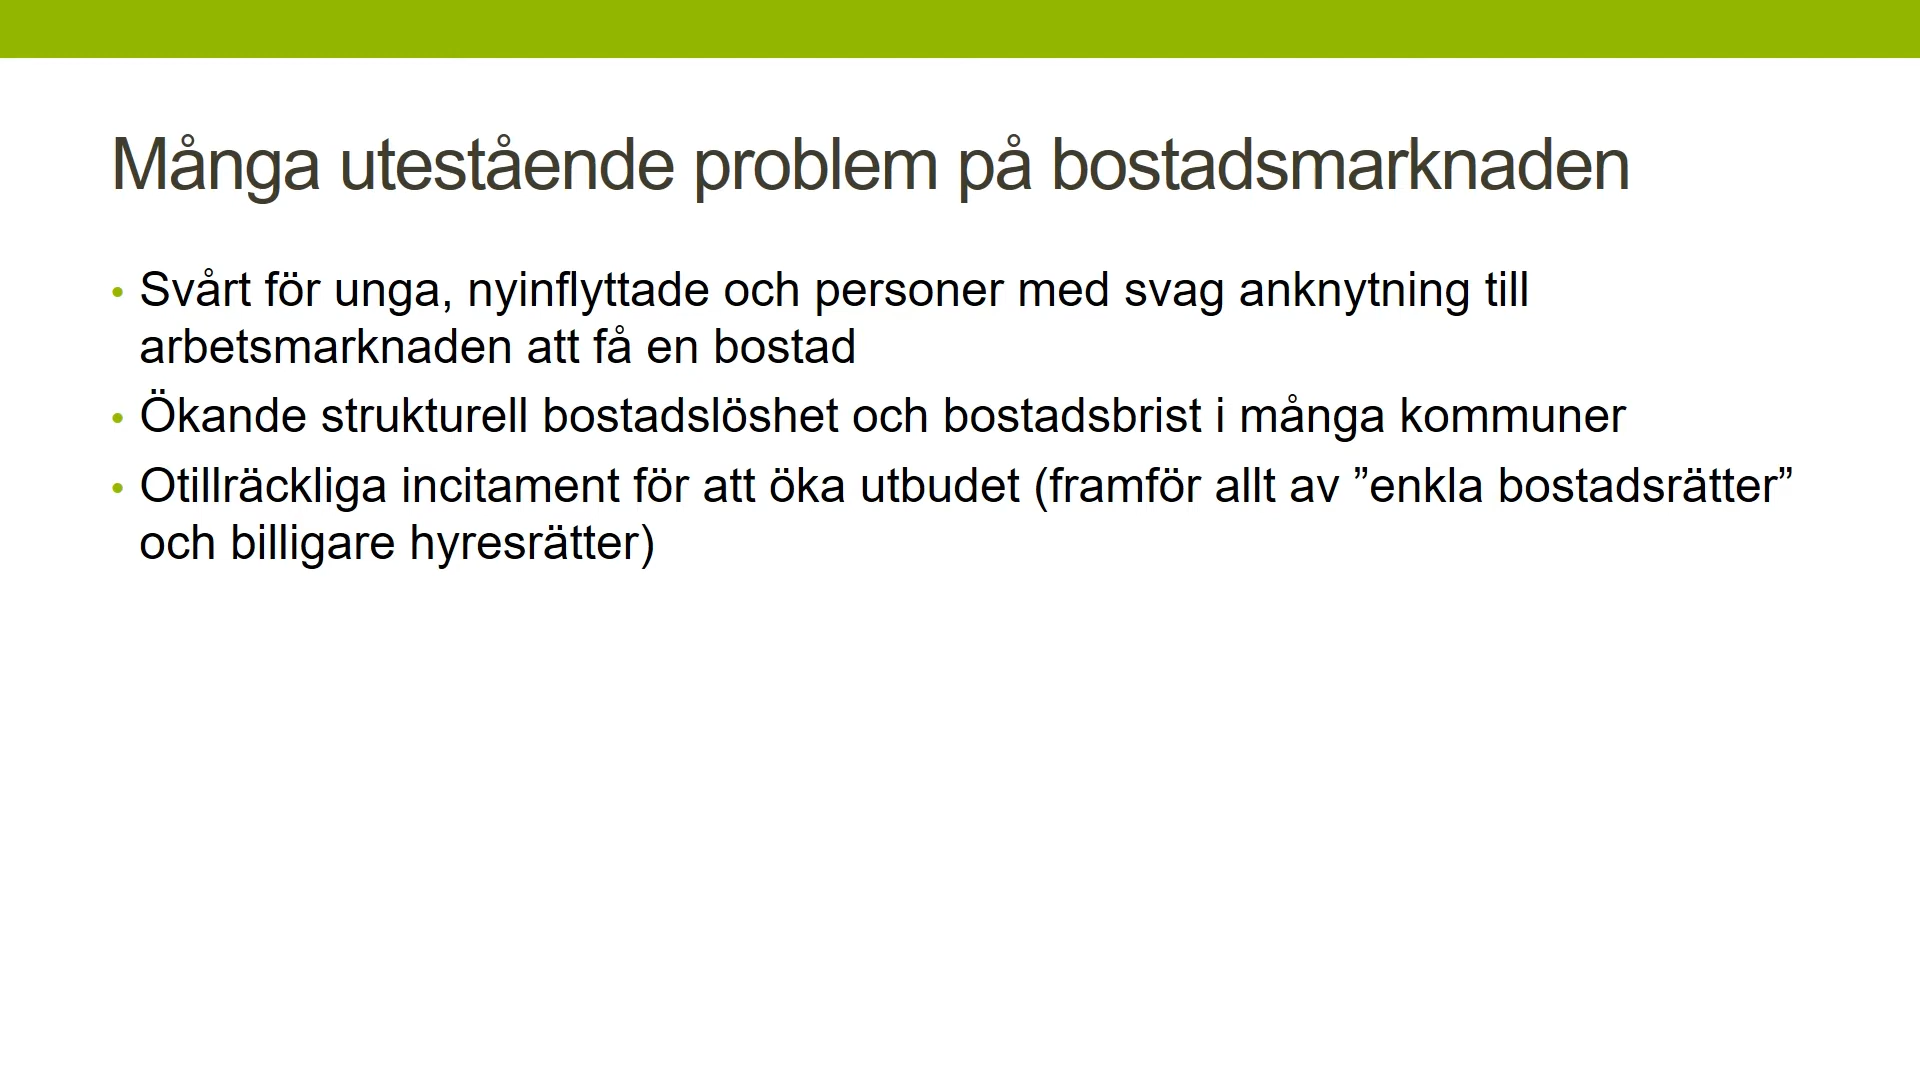 Många utestående problem på bostadsmarknaden
• Svårt för unga, nyinflyttade och personer med svag anknytning till
arbetsmarknaden att få en bostad
• Ökande strukturell bostadslöshet och bostadsbrist i många kommuner
• Otillräckliga incitament för att öka utbudet (framför allt av ”enkla bostadsrätter”
och billigare hyresrätter)